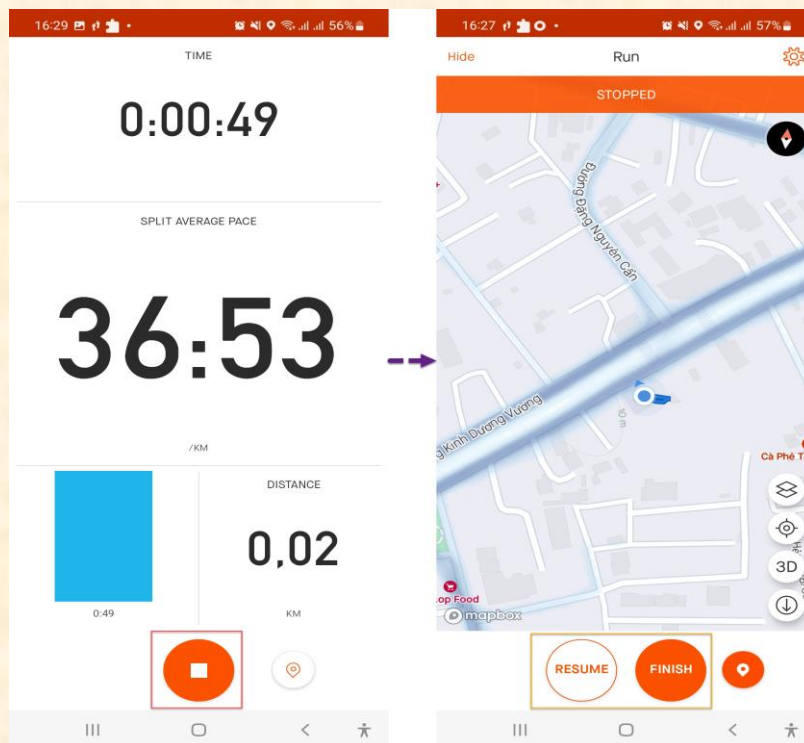 16:29
56%
TIME
0:00:49
SPLIT AVERAGE PACE
36:53
/KM
0:49
DISTANCE
0,02
KM
16:27
57%
Hide
Run
STOPPED
Đường Đặng Nguyên Cẩn
Kinh Dương Vương
10 m
Cà Phê T
3D
op Food
mapbox
RESUME
FINISH